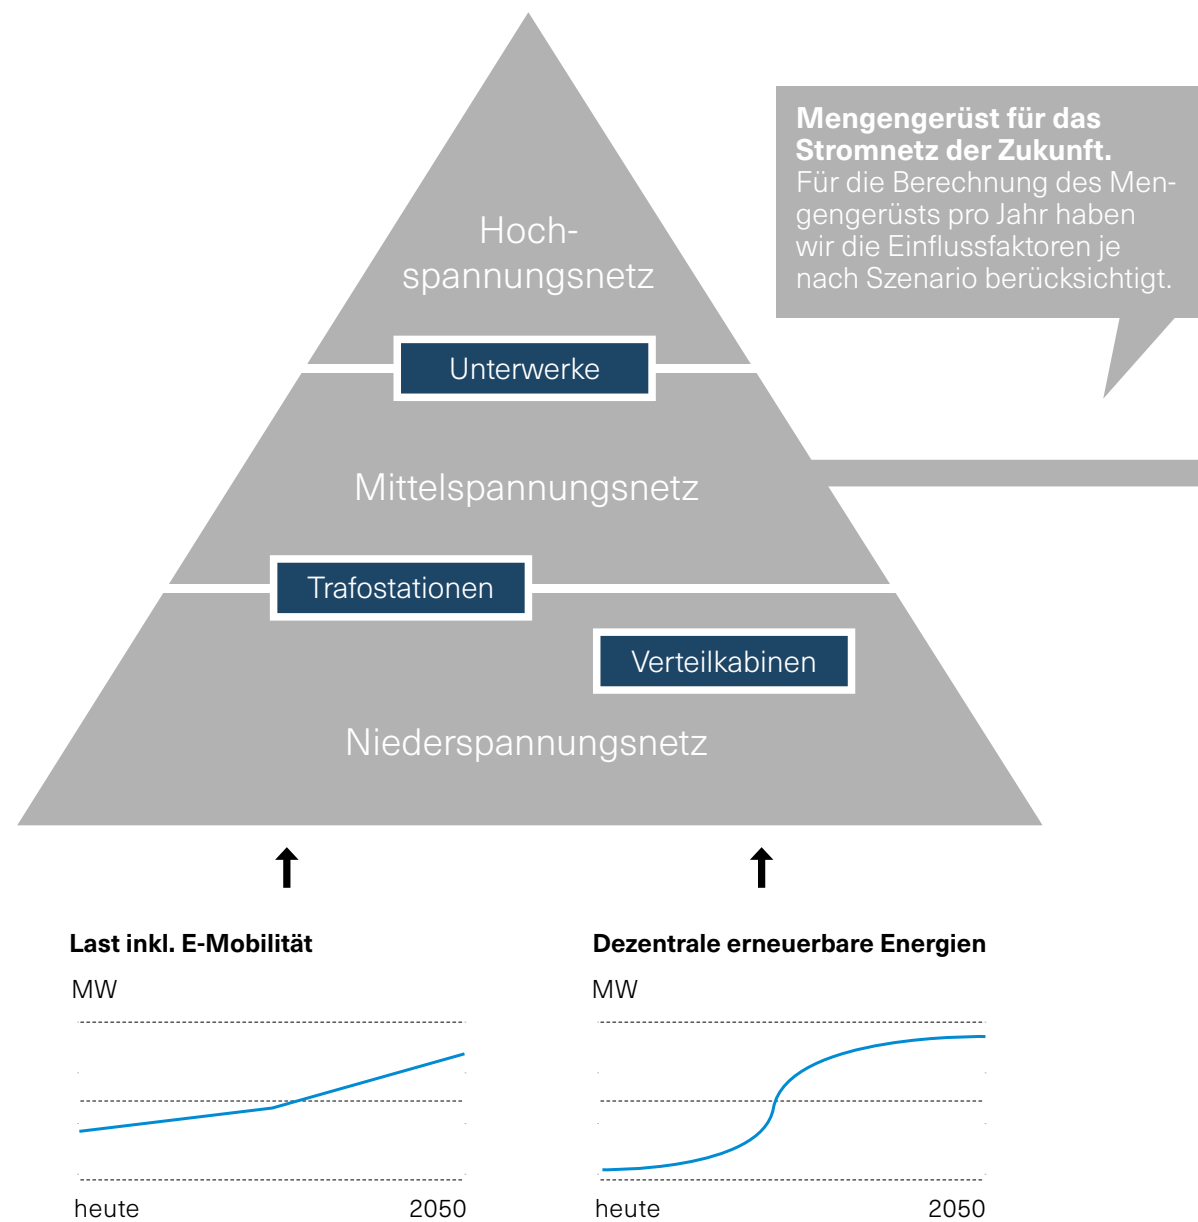 Mengengerüst für das
Stromnetz der Zukunft.
Für die Berechnung des Men-
gengerüsts pro Jahr haben
wir die Einflussfaktoren je
nach Szenario berücksichtigt.
Hoch-
spannungsnetz
Unterwerke
Mittelspannungsnetz
Trafostationen
Verteilkabinen
Niederspannungsnetz
Last inkl. E-Mobilität
MW
heute 2050
Dezentrale erneuerbare Energien
MW
heute 2050